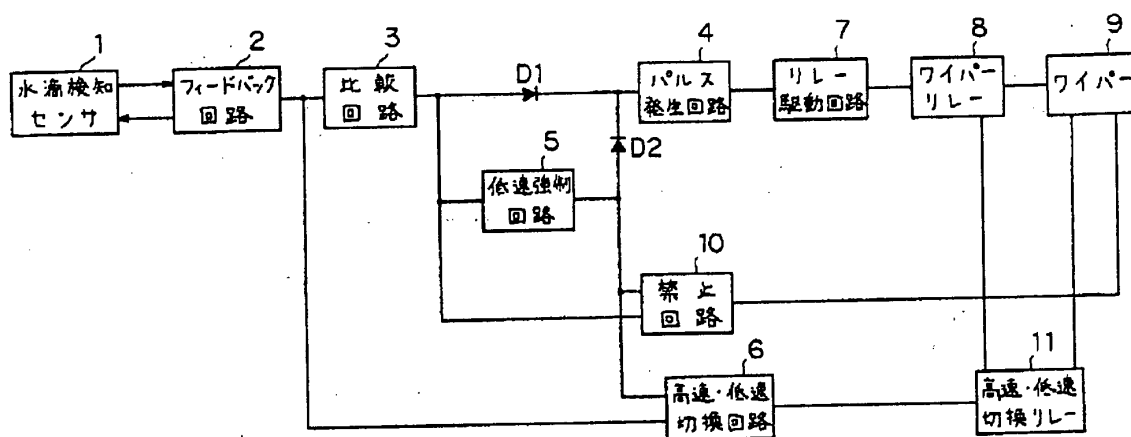 1
水滴検知
センサ
2
フィードバック
回路
3
比較
回路
D1
4
パルス
発生回路
7
リレー
駆動回路
8
ワイパー
リレー
9
ワイパー
D2
5
低速強制
回路
10
禁止
回路
6
高速・低速
切換回路
11
高速・低速
切換リレー